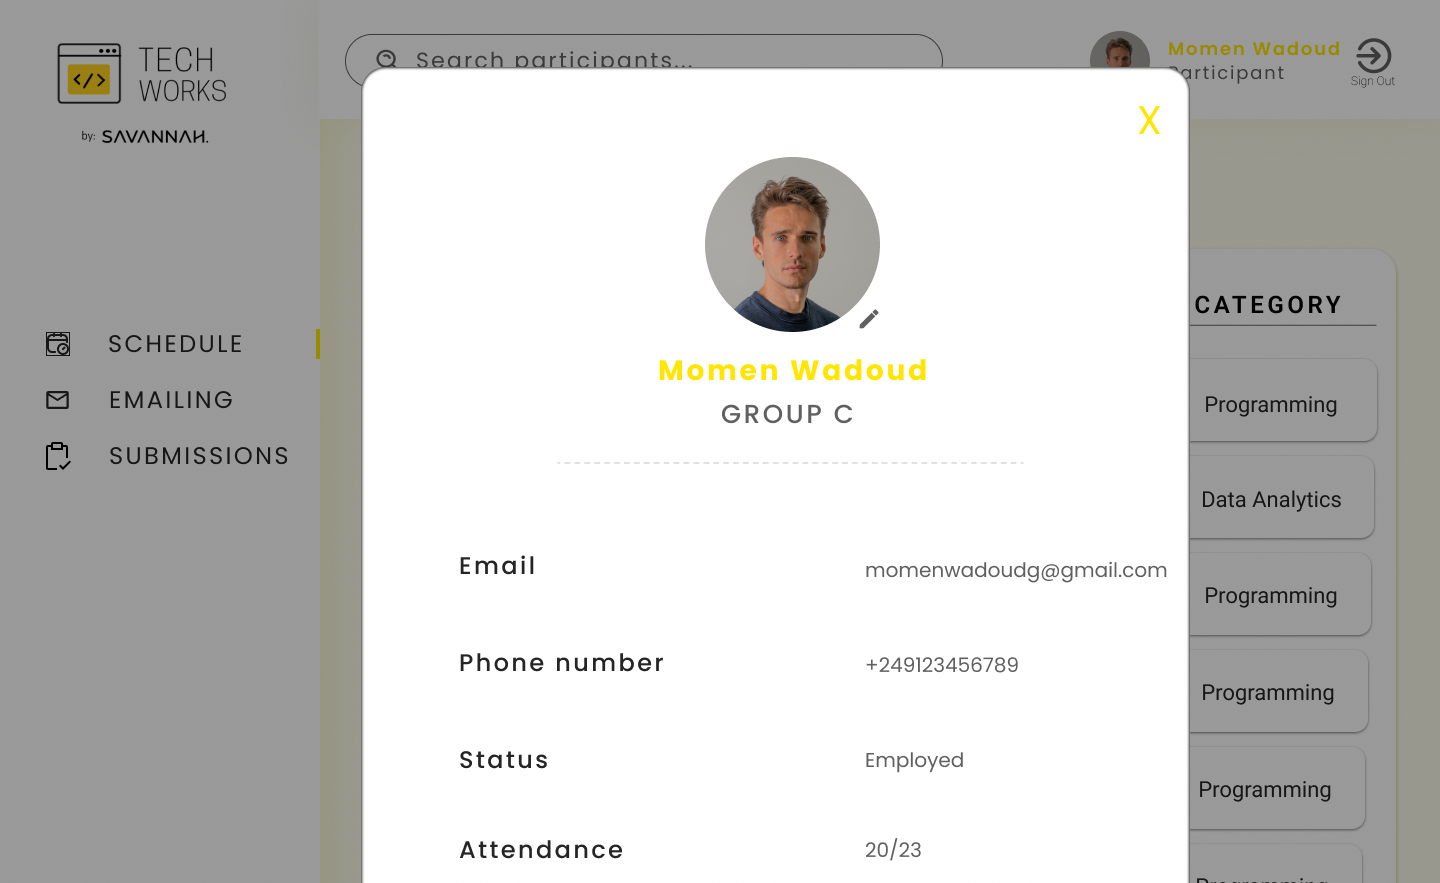 TECH
WORKS
by: SAVANNAH.
Search participants...
Momen Wadoud
Participant
Sign Out
SCHEDULE
EMAILING
SUBMISSIONS
X
Momen Wadoud
GROUP C
Email
momenwadoudg@gmail.com
Phone number
+249123456789
Status
Employed
Attendance
20/23
CATEGORY
Programming
Data Analytics
Programming
Programming
Programming
Programming